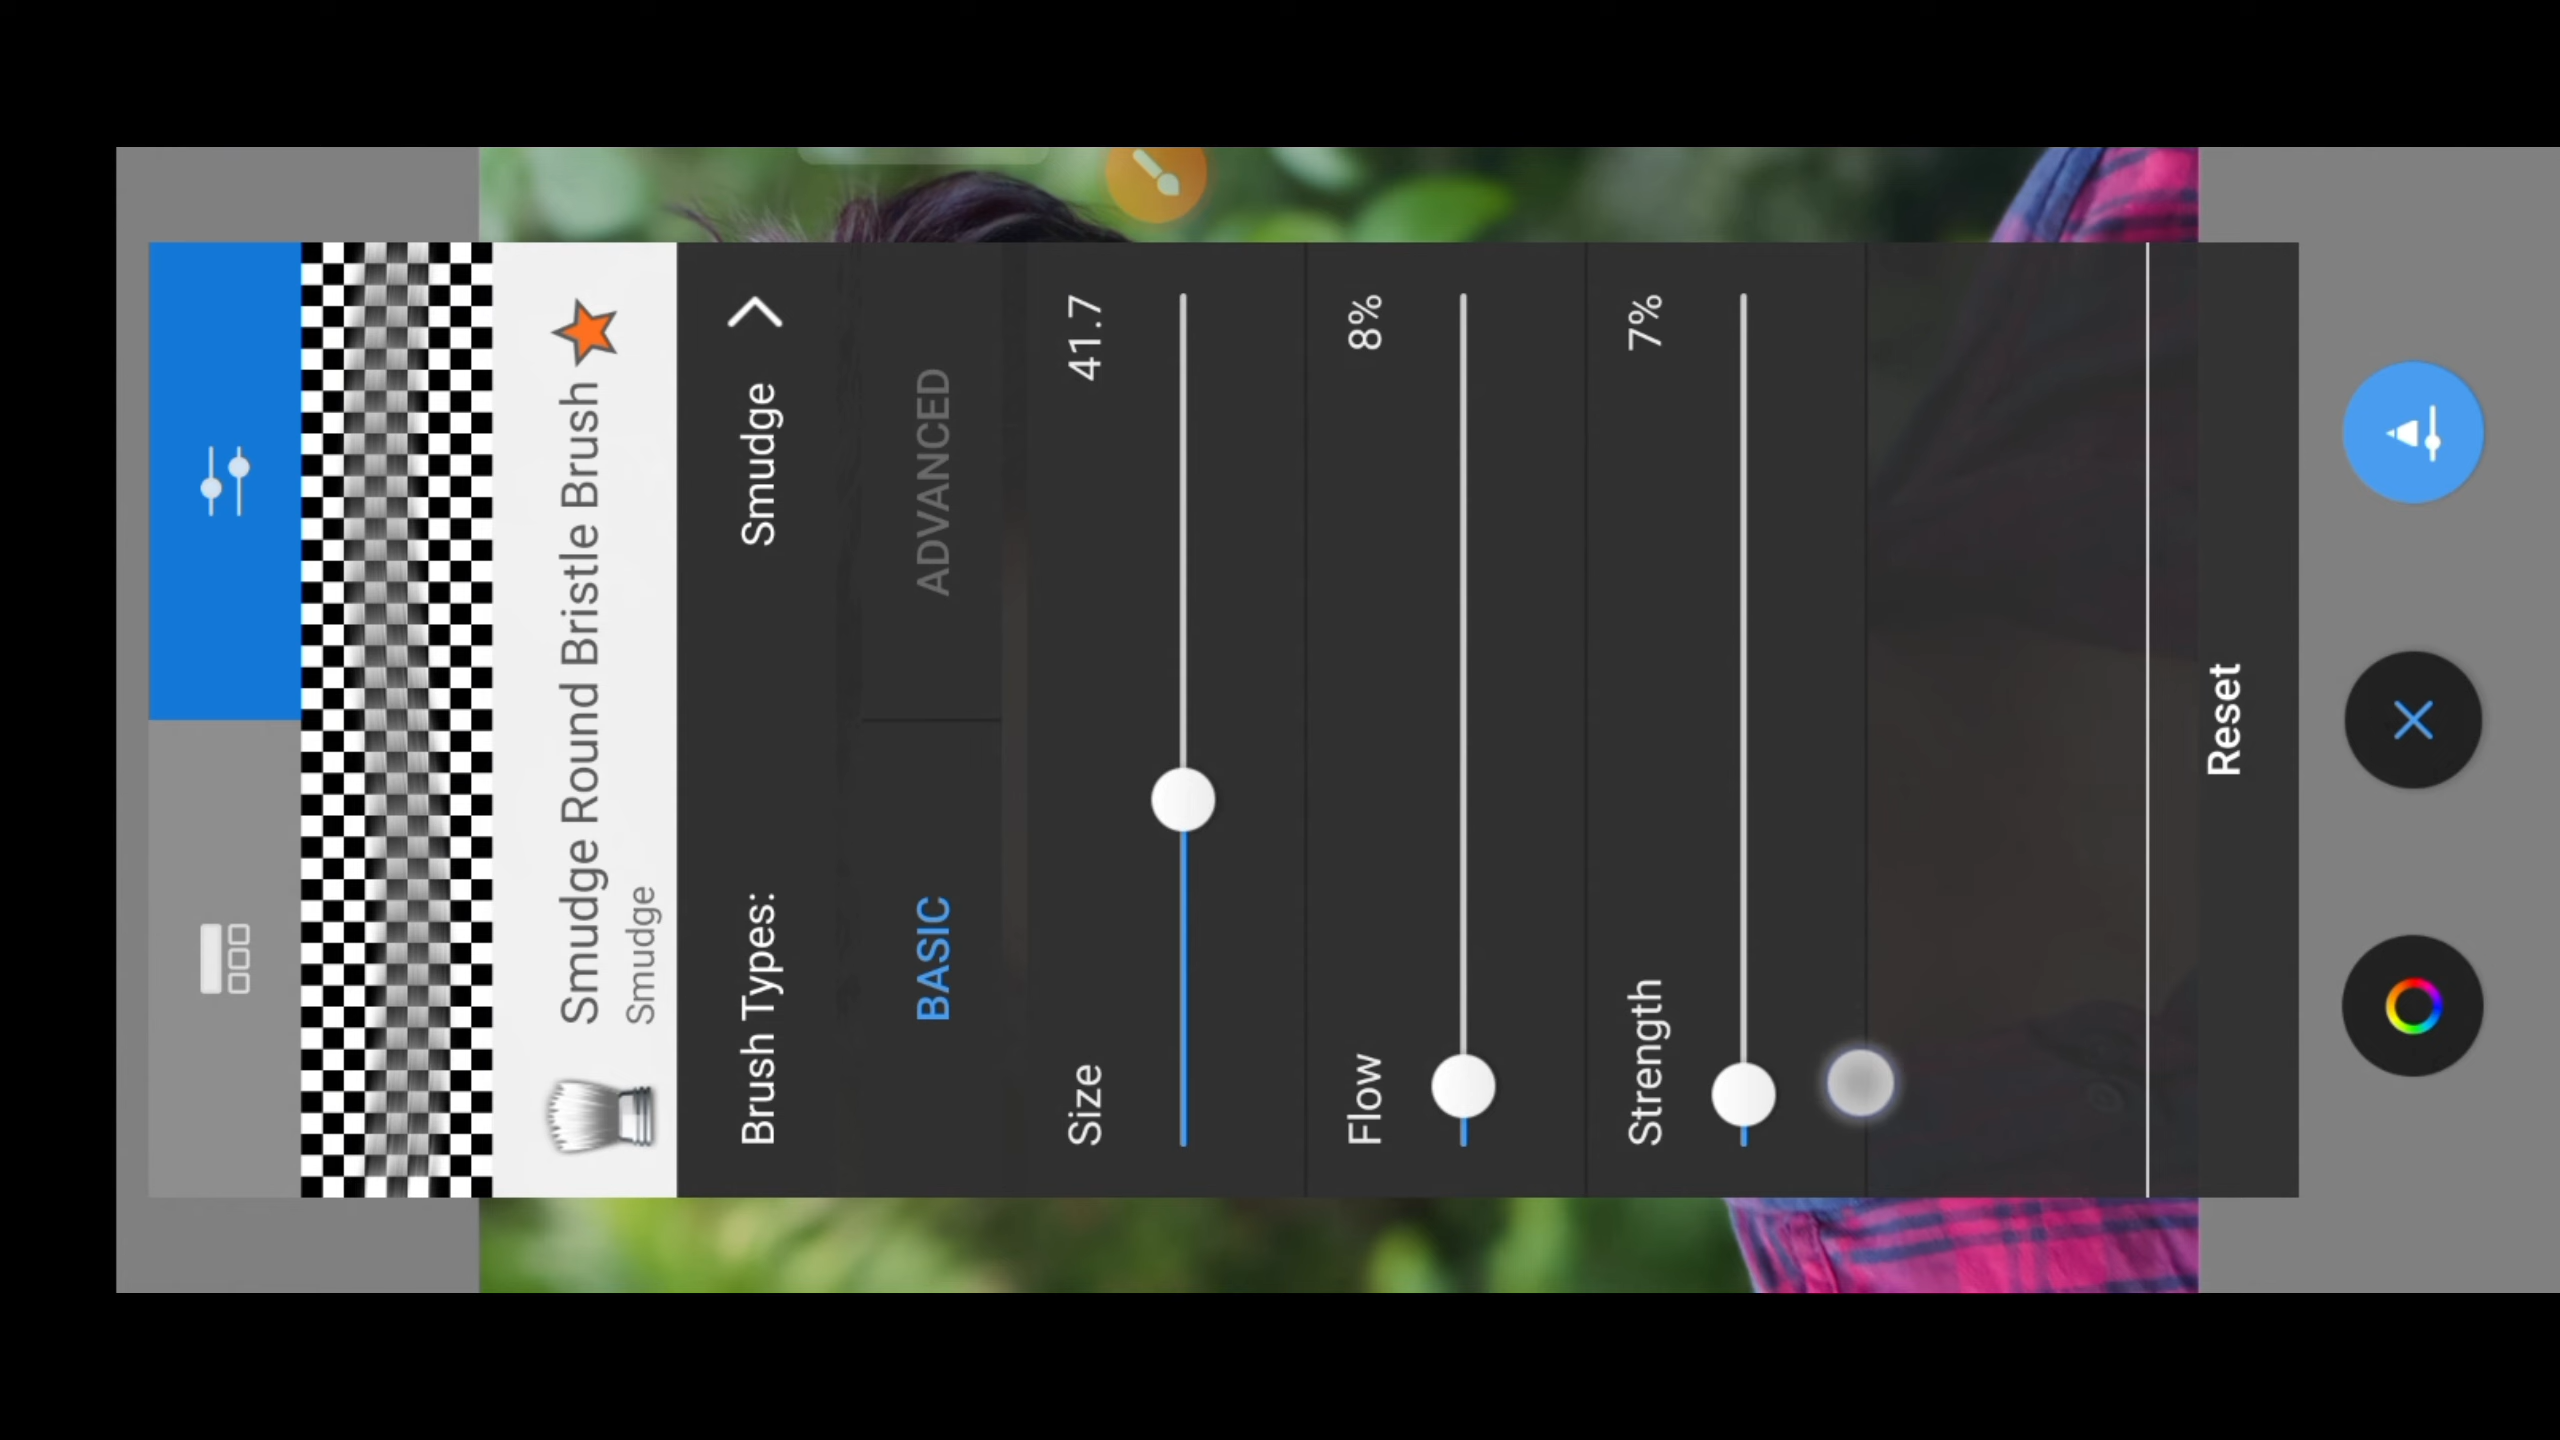 Smudge Round Bristle Brush
Smudge
Brush Types: Smudge
BASIC ADVANCED
Size 41.7
Flow 8%
Strength 7%
Reset